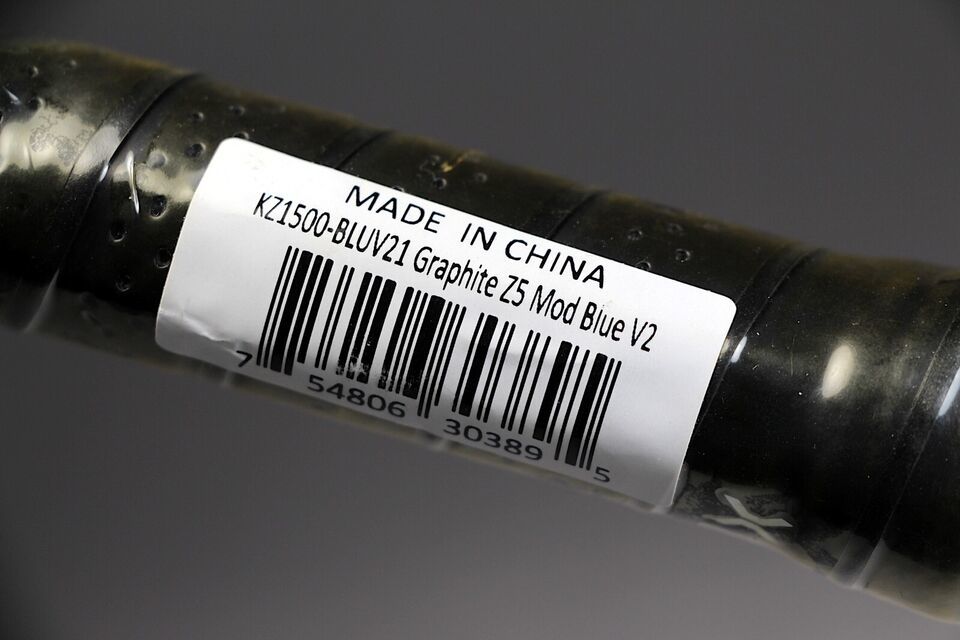 MADE IN CHINA
KZ1500-BLUV21 Graphite Z5 Mod Blue V2
7 54806 30389 5